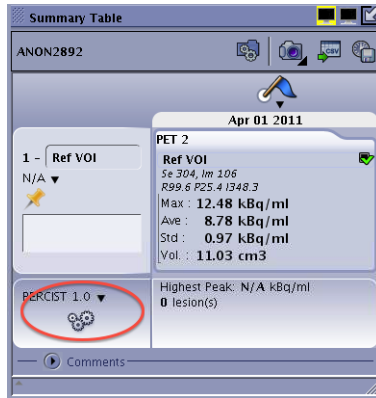 Summary Table
ANON2892
CSV
Apr 01 2011
PET 2
1 - Ref VOI
N/A
Ref VOI
Se 304, Im 106
R99.6 P25.4 I348.3
Max : 12.48 kBq/ml
Ave : 8.78 kBq/ml
Std : 0.97 kBq/ml
Vol. : 11.03 cm3
PERCIST 1.0
Highest Peak: N/A kBq/ml
0 lesion(s)
Comments